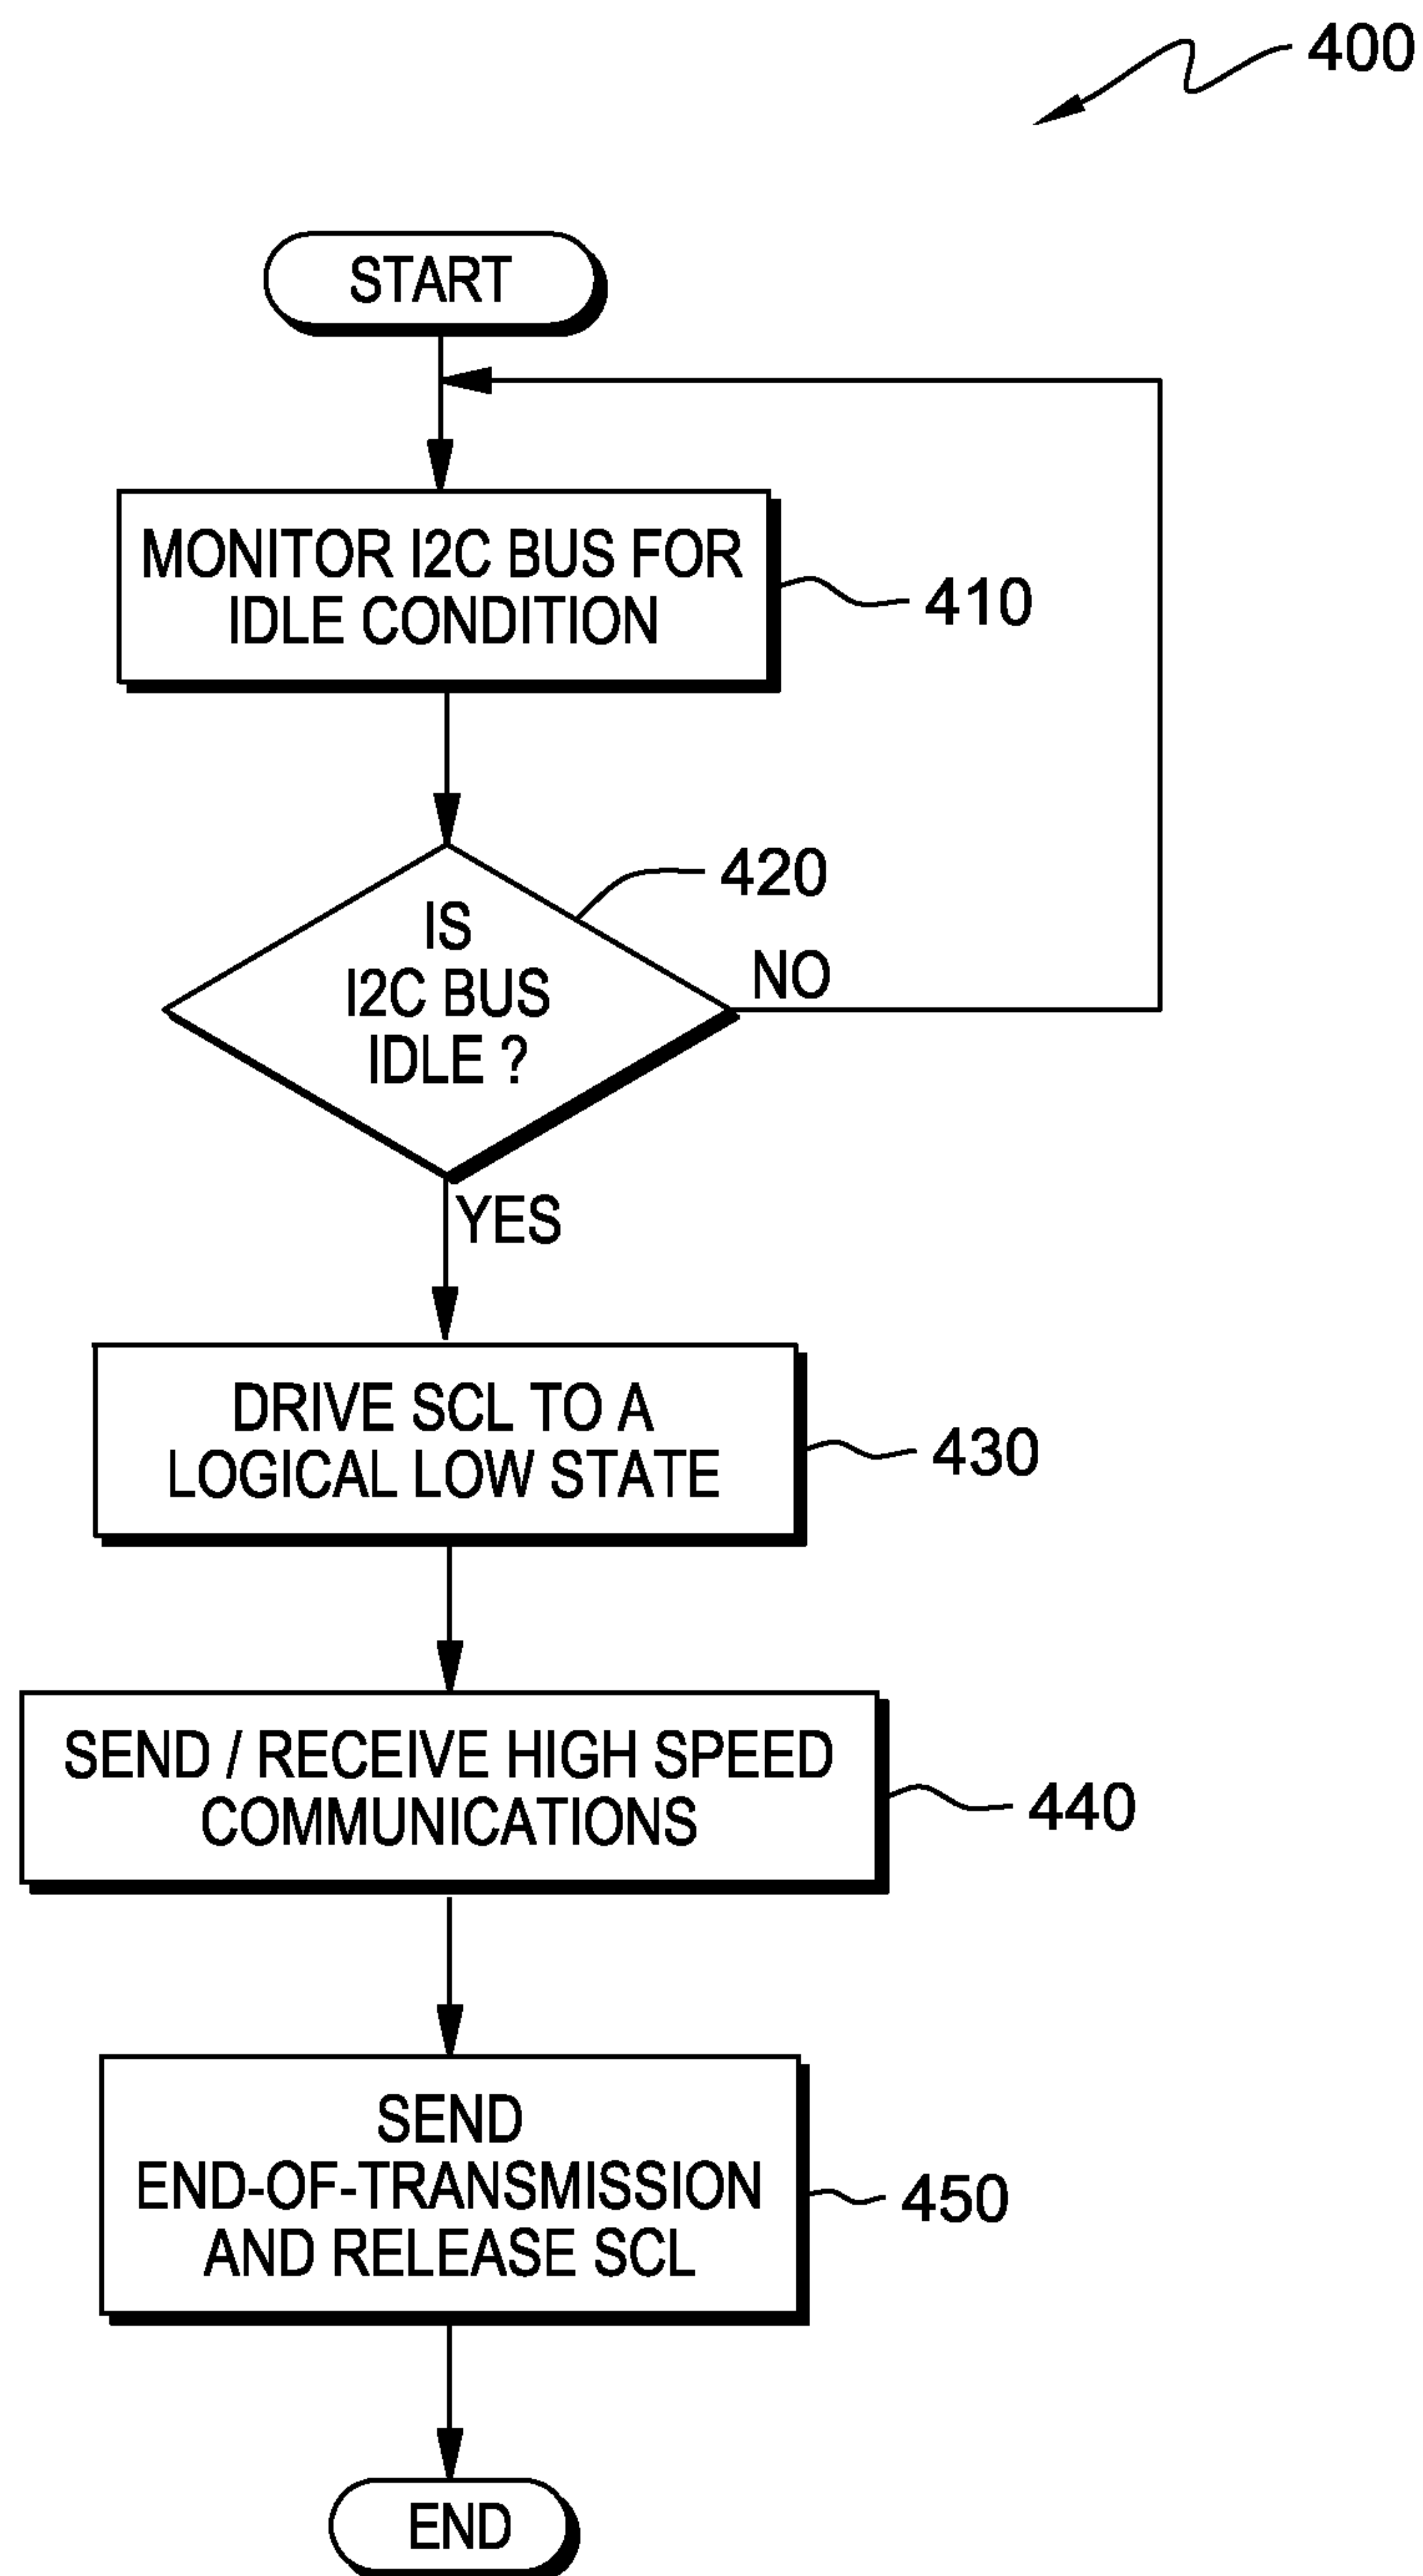 400
START
MONITOR I2C BUS FOR
IDLE CONDITION
410
420
IS
I2C BUS
IDLE ?
NO
YES
DRIVE SCL TO A
LOGICAL LOW STATE
430
SEND / RECEIVE HIGH SPEED
COMMUNICATIONS
440
SEND
END-OF-TRANSMISSION
AND RELEASE SCL
450
END